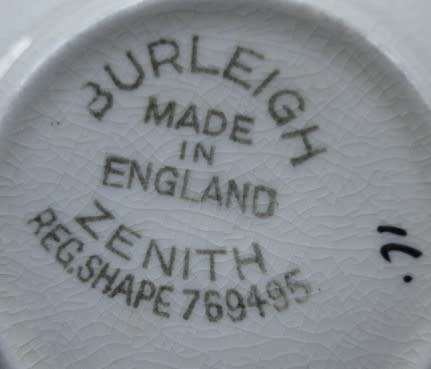 BURLEIGH
MADE
IN
ENGLAND
ZENITH
REG.SHAPE 769495